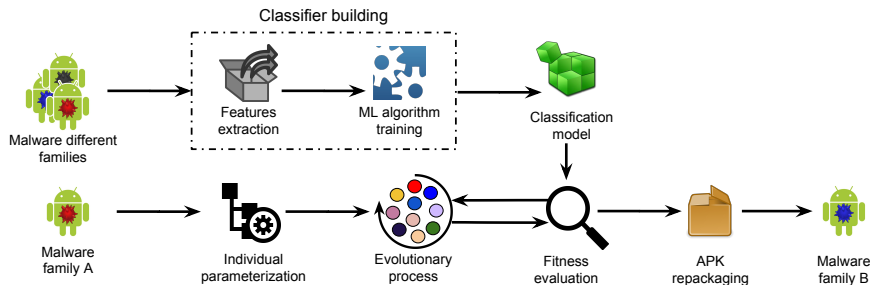 Classifier building
Features
extraction
ML algorithm
training
Malware different
families
Classification
model
Malware
family A
Individual
parameterization
Evolutionary
process
Fitness
evaluation
APK
repackaging
Malware
family B